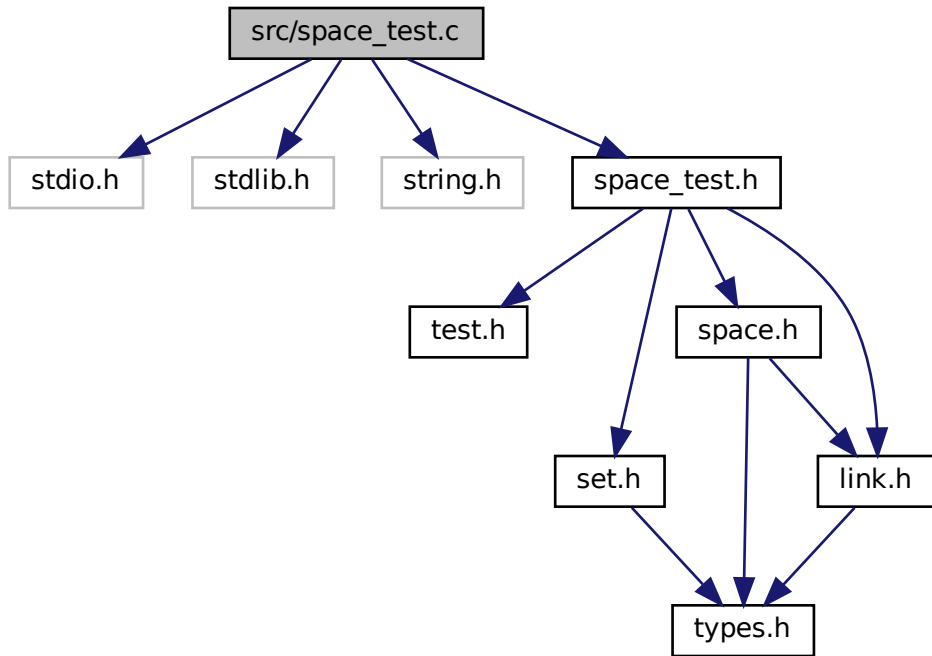 src/space_test.c
stdio.h
stdlib.h
string.h
space_test.h
test.h
space.h
set.h
link.h
types.h